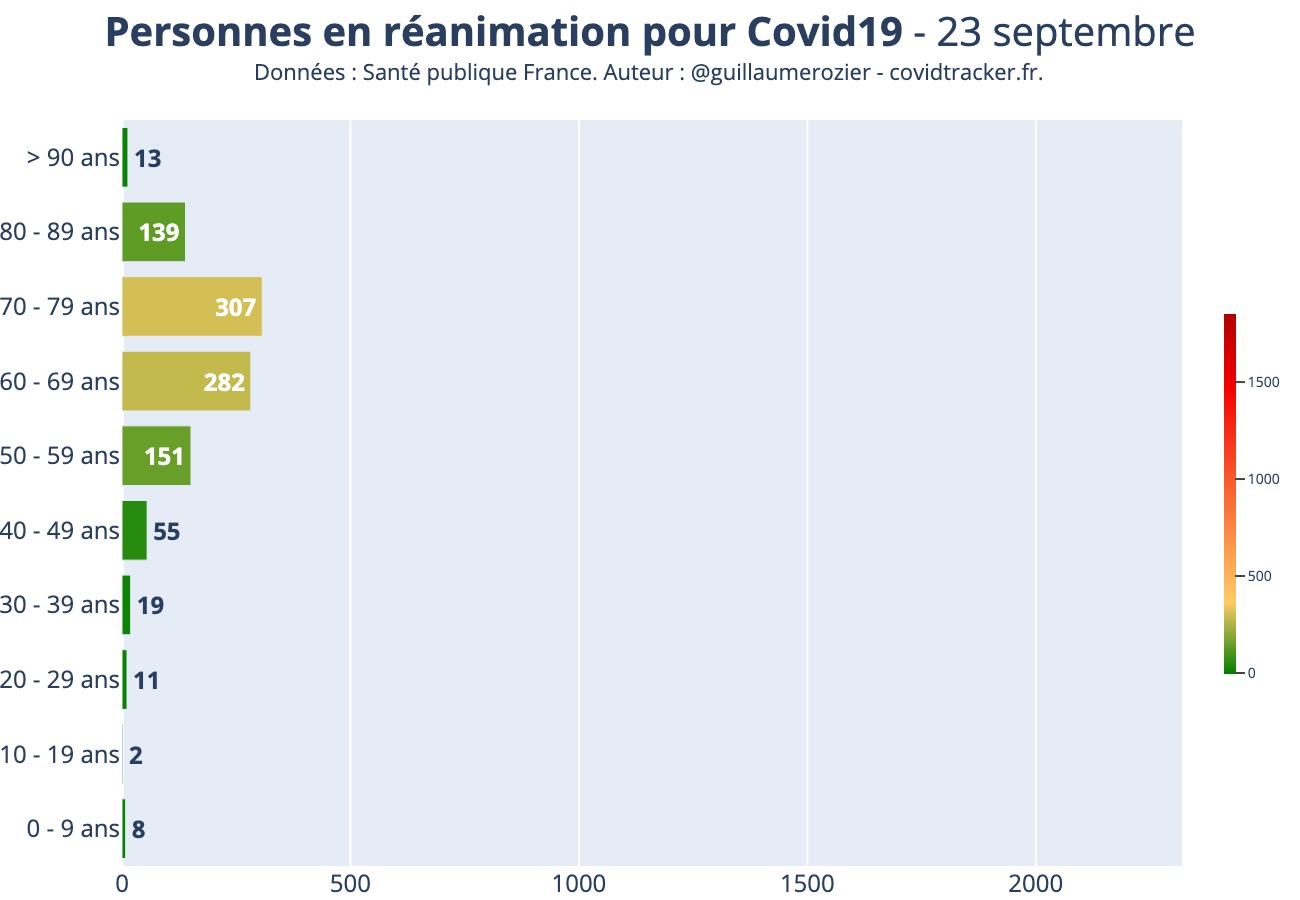 Personnes en réanimation pour Covid19 - 23 septembre
Données : Santé publique France. Auteur : @guillaumerozier - covidtracker.fr.
> 90 ans 13
80 - 89 ans 139
70 - 79 ans 307
60 - 69 ans 282
50 - 59 ans 151
40 - 49 ans 55
30 - 39 ans 19
20 - 29 ans 11
10 - 19 ans 2
0 - 9 ans 8
0 500 1000 1500 2000
1500
1000
500
0